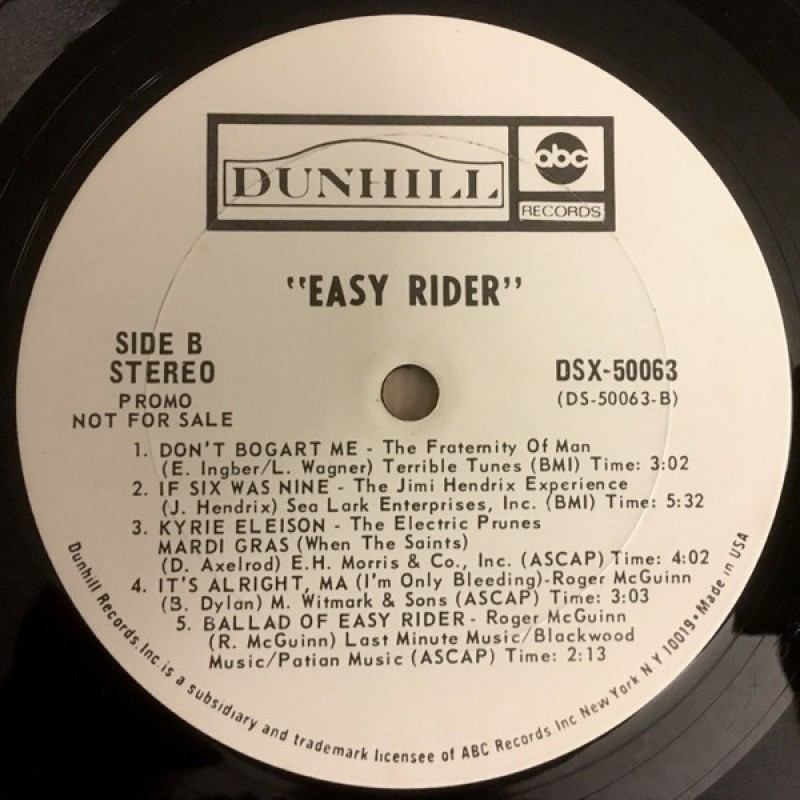 DUNHILL
abc
RECORDS
"EASY RIDER"
SIDE B
STEREO
PROMO
NOT FOR SALE
DSX-50063
(DS-50063-B)
1. DON'T BOGART ME - The Fraternity Of Man
(E. Ingber/L. Wagner) Terrible Tunes (BMI) Time: 3:02
2. IF SIX WAS NINE - The Jimi Hendrix Experience
(J. Hendrix) Sea Lark Enterprises, Inc. (BMI) Time: 5:32
3. KYRIE ELEISON - The Electric Prunes
MARDI GRAS (When The Saints)
(D. Axelrod) E.H. Morris & Co., Inc. (ASCAP) Time: 4:02
4. IT'S ALRIGHT, MA (I'm Only Bleeding)-Roger McGuinn
(B. Dylan) M. Witmark & Sons (ASCAP) Time: 3:03
5. BALLAD OF EASY RIDER - Roger McGuinn
(R. McGuinn) Last Minute Music/Blackwood
Music/Patian Music (ASCAP) Time: 2:13
Dunhill Records, Inc is a subsidiary and trademark licensee of ABC Records, Inc New York N Y 10019 • Made in USA